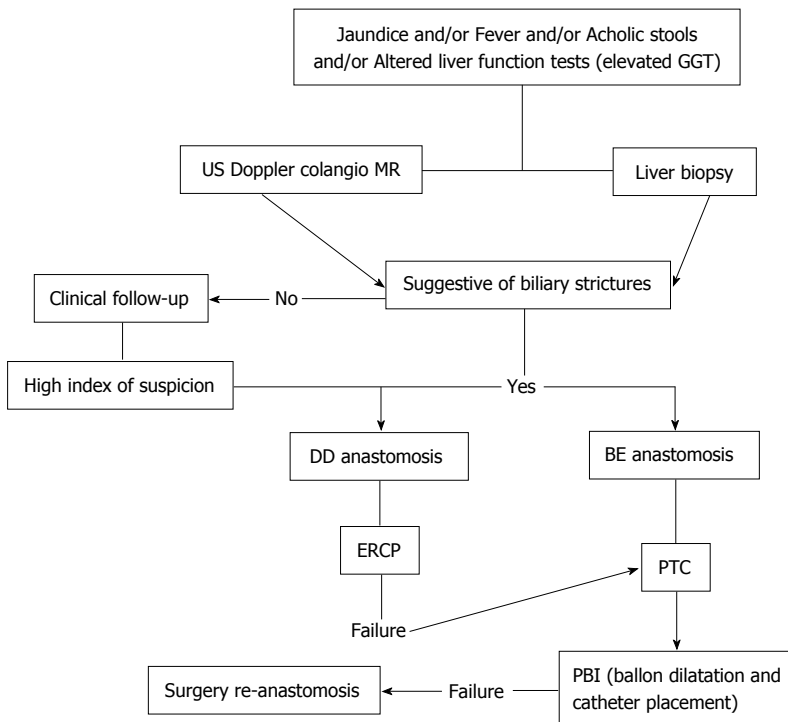 Jaundice and/or Fever and/or Acholic stools
and/or Altered liver function tests (elevated GGT)
US Doppler colangio MR
Liver biopsy
Suggestive of biliary strictures
No
Clinical follow-up
High index of suspicion
Yes
DD anastomosis
BE anastomosis
ERCP
PTC
Failure
PBI (ballon dilatation and
catheter placement)
Failure
Surgery re-anastomosis